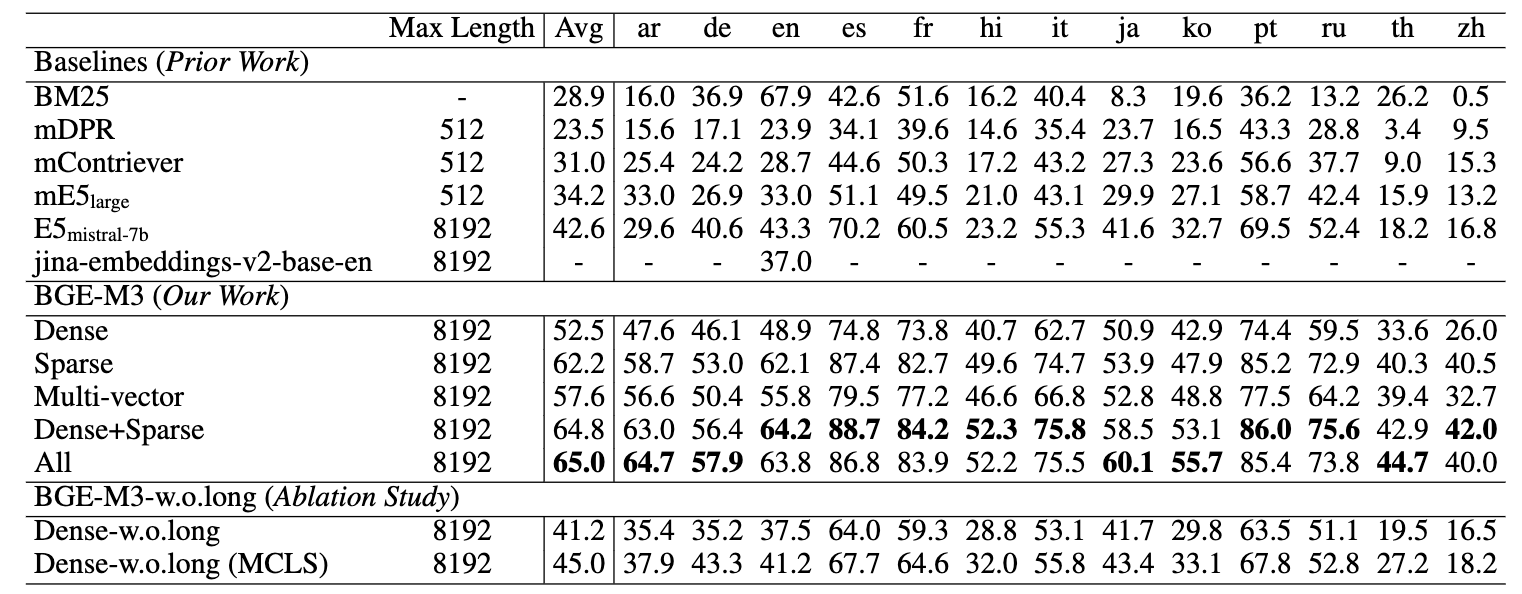 Max Length Avg ar de en es fr hi it ja ko pt ru th zh
Baselines (Prior Work)
BM25 - 28.9 16.0 36.9 67.9 42.6 51.6 16.2 40.4 8.3 19.6 36.2 13.2 26.2 0.5
mDPR 512 23.5 15.6 17.1 23.9 34.1 39.6 14.6 35.4 23.7 16.5 43.3 28.8 3.4 9.5
mContriever 512 31.0 25.4 24.2 28.7 44.6 50.3 17.2 43.2 27.3 23.6 56.6 37.7 9.0 15.3
mE5large 512 34.2 33.0 26.9 33.0 51.1 49.5 21.0 43.1 29.9 27.1 58.7 42.4 15.9 13.2
E5mistral-7b 8192 42.6 29.6 40.6 43.3 70.2 60.5 23.2 55.3 41.6 32.7 69.5 52.4 18.2 16.8
jina-embeddings-v2-base-en 8192 - - - 37.0 - - - - - - - - - -
BGE-M3 (Our Work)
Dense 8192 52.5 47.6 46.1 48.9 74.8 73.8 40.7 62.7 50.9 42.9 74.4 59.5 33.6 26.0
Sparse 8192 62.2 58.7 53.0 62.1 87.4 82.7 49.6 74.7 53.9 47.9 85.2 72.9 40.3 40.5
Multi-vector 8192 57.6 56.6 50.4 55.8 79.5 77.2 46.6 66.8 52.8 48.8 77.5 64.2 39.4 32.7
Dense+Sparse 8192 64.8 63.0 56.4 64.2 88.7 84.2 52.3 75.8 58.5 53.1 86.0 75.6 42.9 42.0
All 8192 65.0 64.7 57.9 63.8 86.8 83.9 52.2 75.5 60.1 55.7 85.4 73.8 44.7 40.0
BGE-M3-w.o.long (Ablation Study)
Dense-w.o.long 8192 41.2 35.4 35.2 37.5 64.0 59.3 28.8 53.1 41.7 29.8 63.5 51.1 19.5 16.5
Dense-w.o.long (MCLS) 8192 45.0 37.9 43.3 41.2 67.7 64.6 32.0 55.8 43.4 33.1 67.8 52.8 27.2 18.2